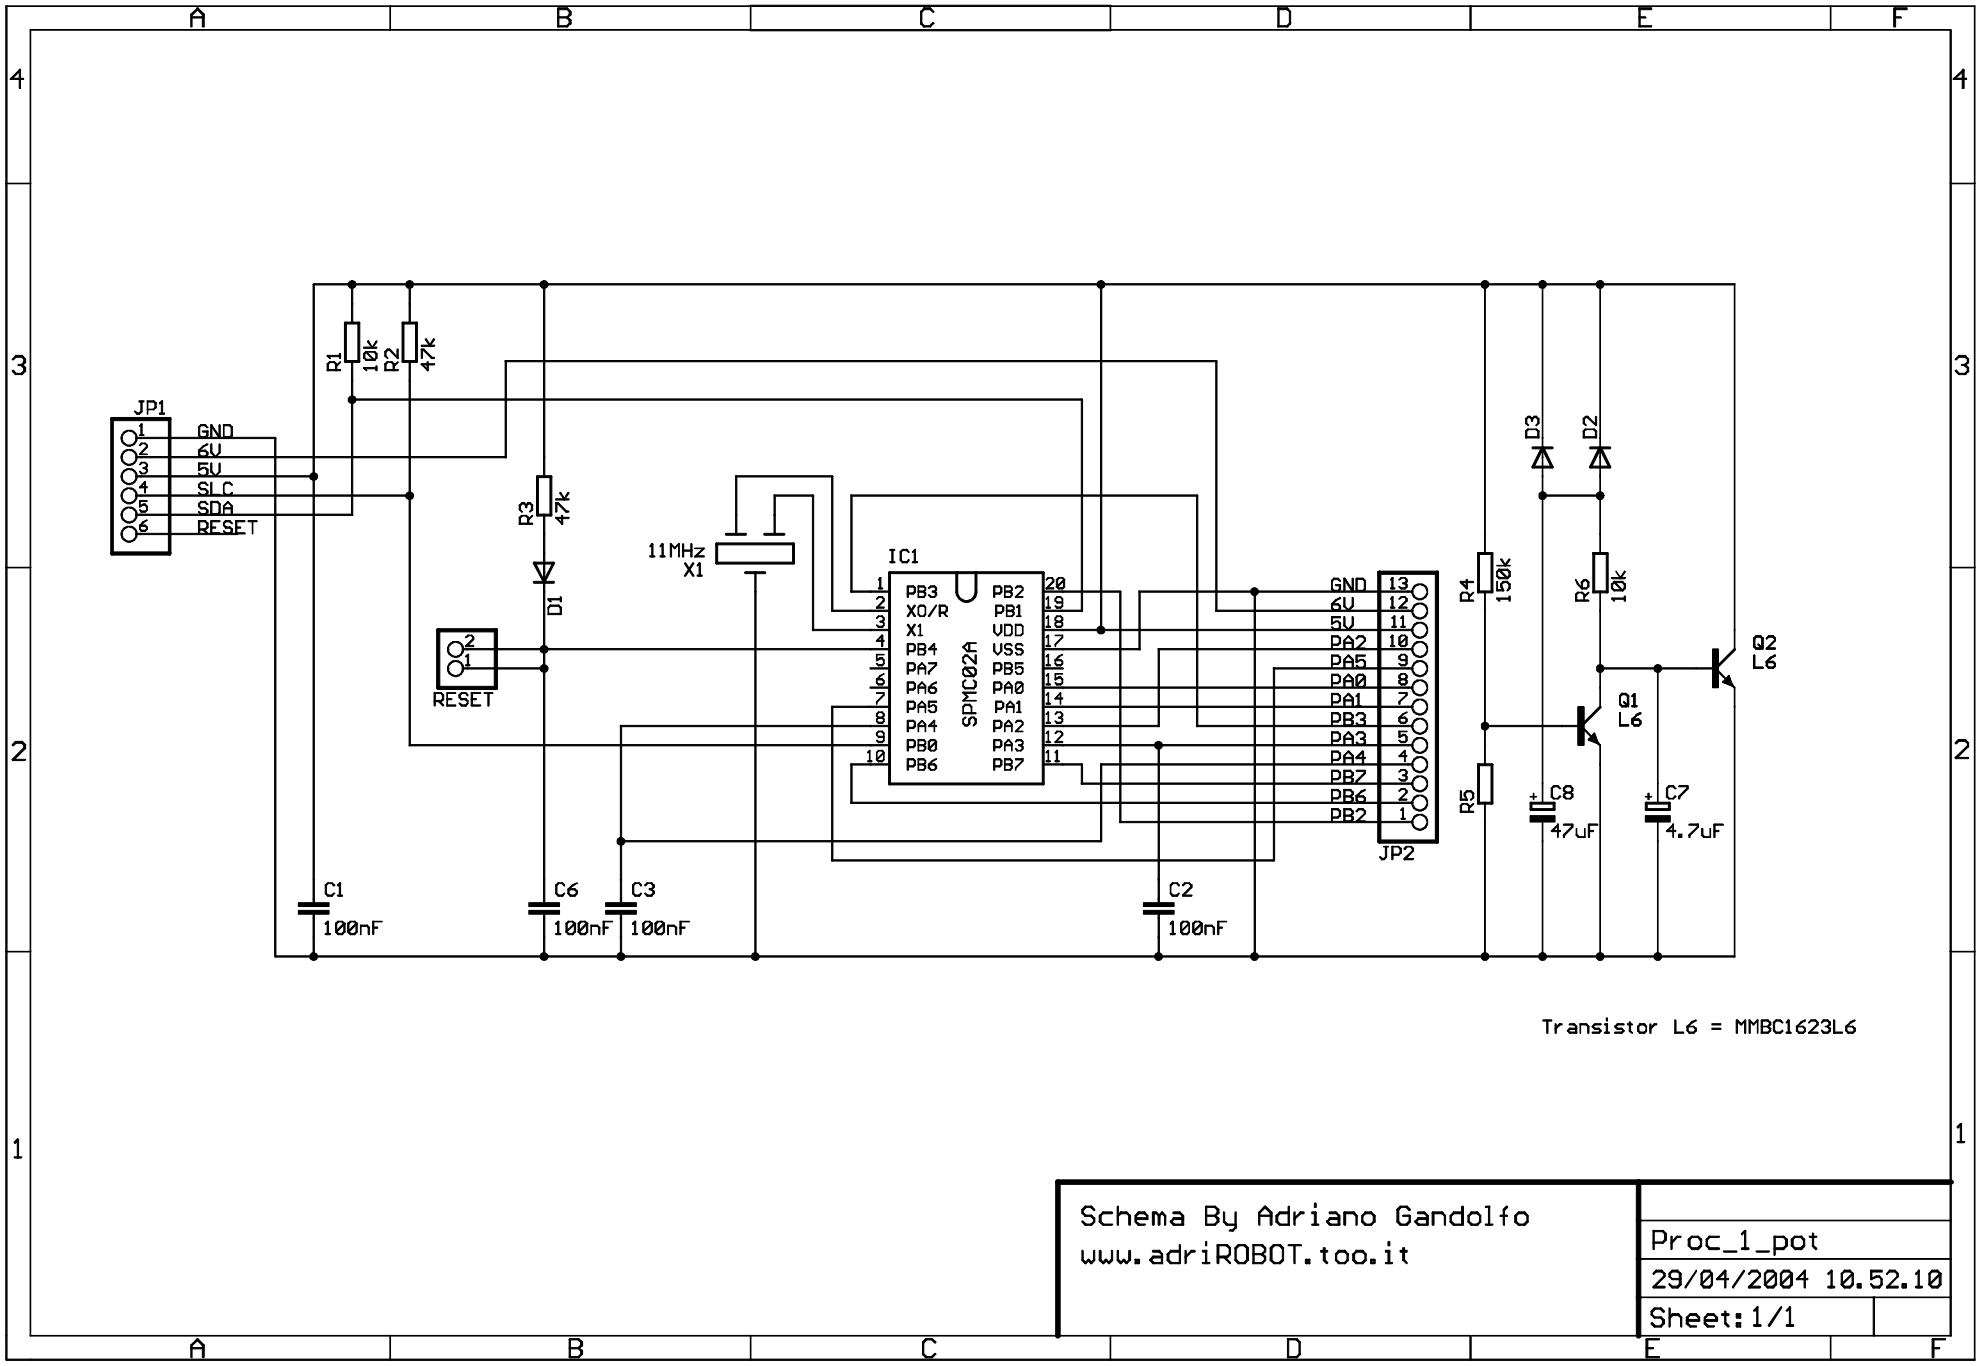 A B C D E F
4 4
3 3
2 2
1 1
A B C D E F
R1
10k
R2
47k
JP1
1 GND
2 6V
3 5V
4 SLC
5 SDA
6 RESET
R3
47k
D1
2
1
RESET
11MHz
X1
IC1
SPMC02A
1 PB3 PB2 20
2 XO/R PB1 19
3 X1 VDD 18
4 PB4 VSS 17
5 PA7 PB5 16
6 PA6 PA0 15
7 PA5 PA1 14
8 PA4 PA2 13
9 PB0 PA3 12
10 PB6 PB7 11
GND 13
6V 12
5V 11
PA2 10
PA5 9
PA0 8
PA1 7
PB3 6
PA3 5
PA4 4
PB7 3
PB6 2
PB2 1
JP2
D3
D2
R4
150k
R6
10k
Q2
L6
Q1
L6
R5
+ C8
47uF
+ C7
4.7uF
C1
100nF
C6
100nF
C3
100nF
C2
100nF
Transistor L6 = MMBC1623L6
Schema By Adriano Gandolfo
www.adriROBOT.too.it
Proc_1_pot
29/04/2004 10.52.10
Sheet: 1/1